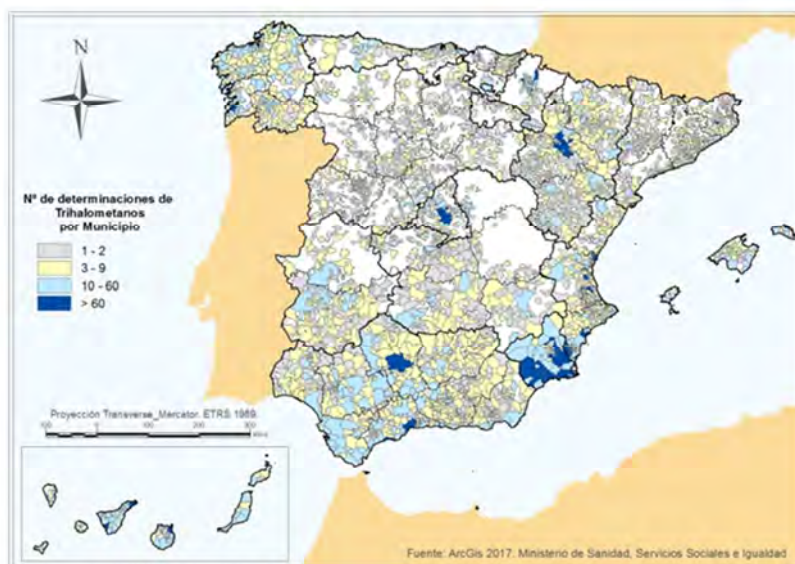 N
Nº de determinaciones de
Trihalometanos
por Municipio
1 - 2
3 - 9
10 - 60
> 60
Proyección Transverse_Mercator. ETRS 1989.
100
0
100
200
300
Fuente: ArcGis 2017. Ministerio de Sanidad, Servicios Sociales e Igualdad